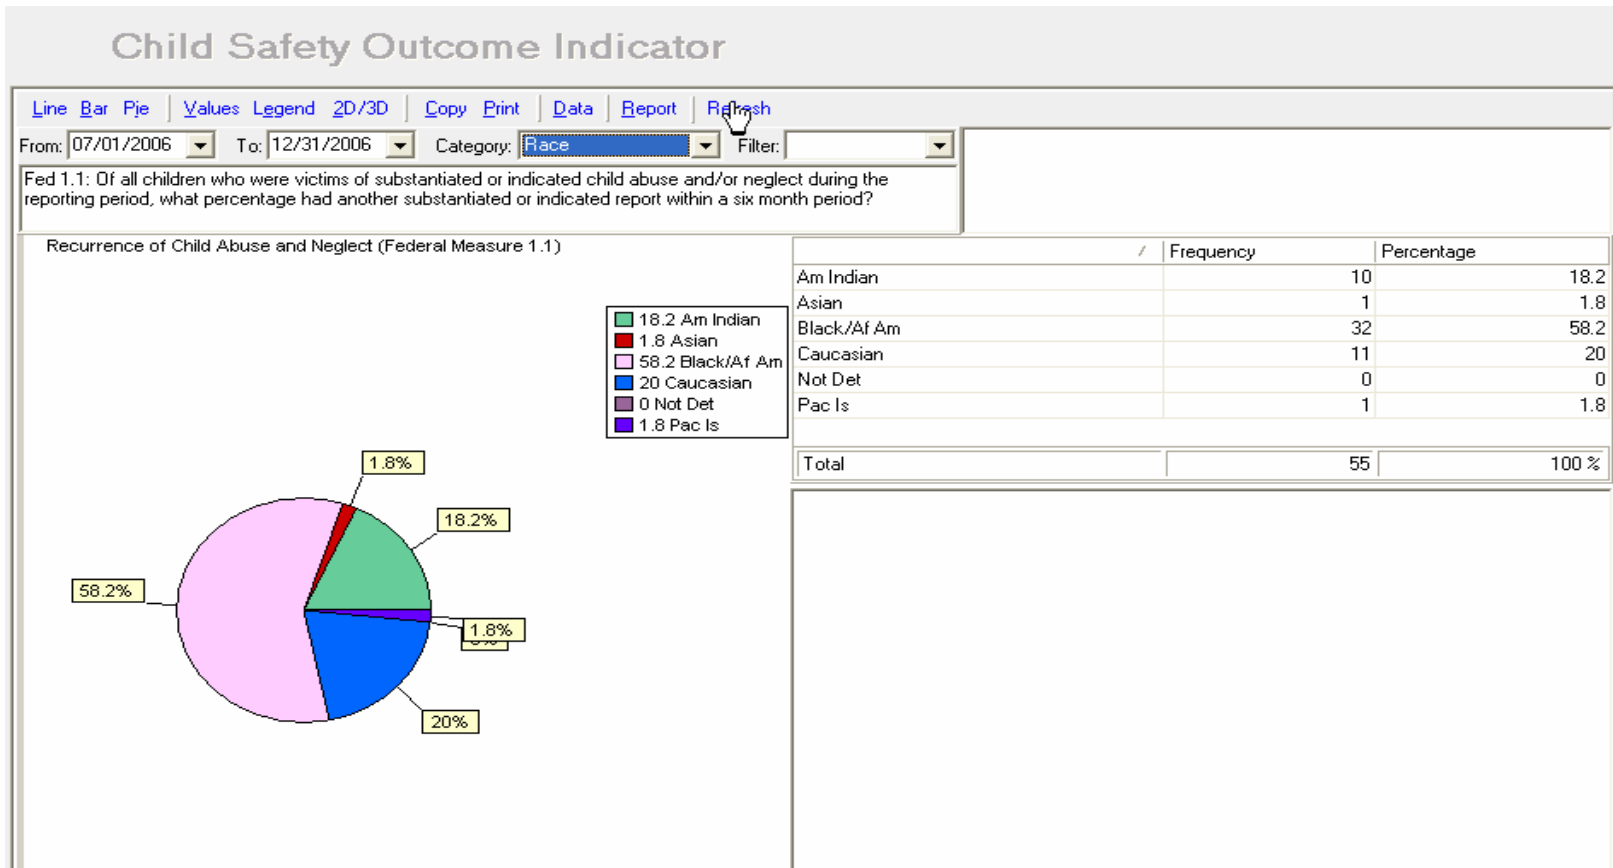 Child Safety Outcome Indicator
Line Bar Pie Values Legend 2D/3D Copy Print Data Report
From: 07/01/2006 To: 12/31/2006 Category: Race Filter:
Fed 1.1: Of all children who were victims of substantiated or indicated child abuse and/or neglect during the
reporting period, what percentage had another substantiated or indicated report within a six month period?
Recurrence of Child Abuse and Neglect (Federal Measure 1.1)
18.2 Am Indian
1.8 Asian
58.2 Black/Af Am
20 Caucasian
0 Not Det
1.8 Pac Is
1.8%
18.2%
58.2%
1.8%
20%
Frequency Percentage
Am Indian 10 18.2
Asian 1 1.8
Black/Af Am 32 58.2
Caucasian 11 20
Not Det 0 0
Pac Is 1 1.8
Total 55 100 %